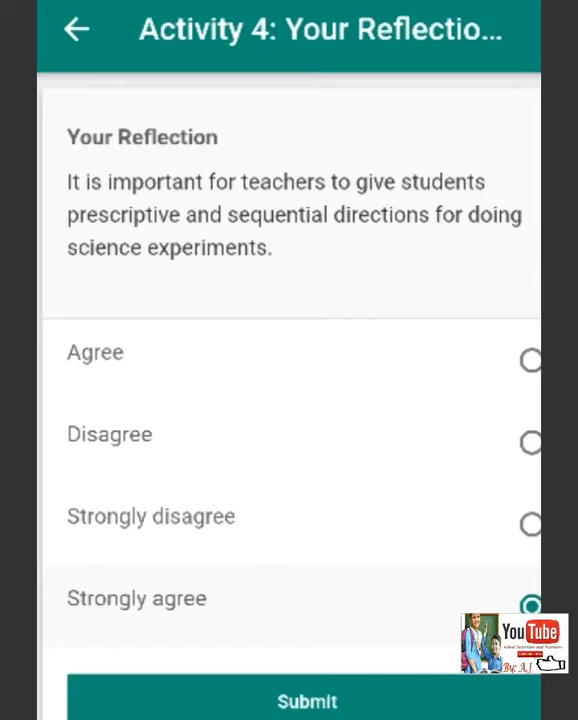 Activity 4: Your Reflectio...
Your Reflection
It is important for teachers to give students
prescriptive and sequential directions for doing
science experiments.
Agree
Disagree
Strongly disagree
Strongly agree
YouTube
By: A.J
Submit